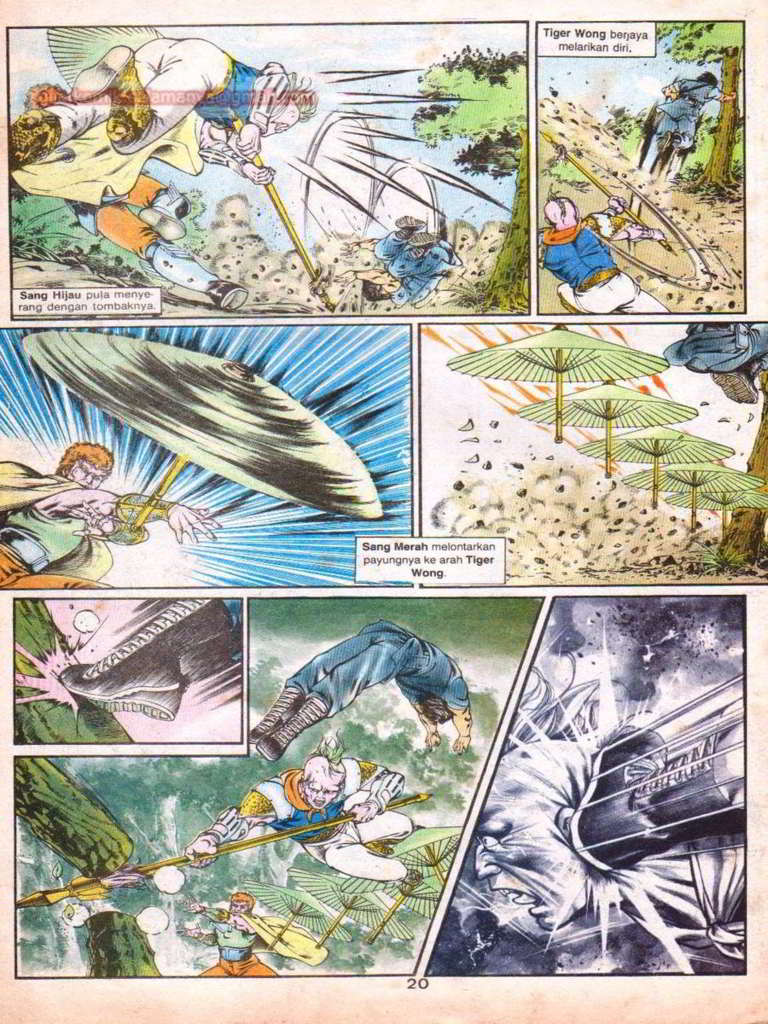 Sang Hijau pula menye-
rang dengan tombaknya.
Tiger Wong berjaya
melarikan diri.
Sang Merah melontarkan
payungnya ke arah Tiger
Wong.
20